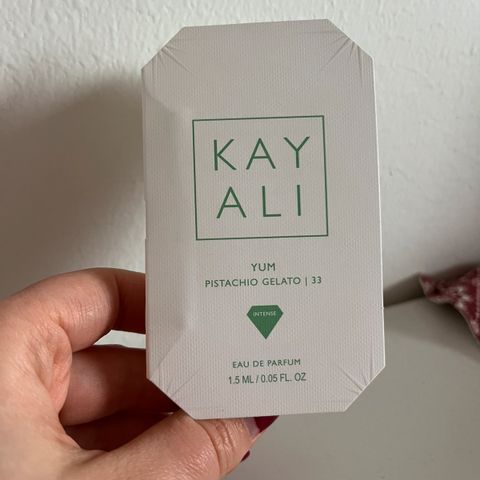 KAY
ALI
YUM
PISTACHIO GELATO | 33
INTENSE
EAU DE PARFUM
1.5 ML / 0.05 FL. OZ